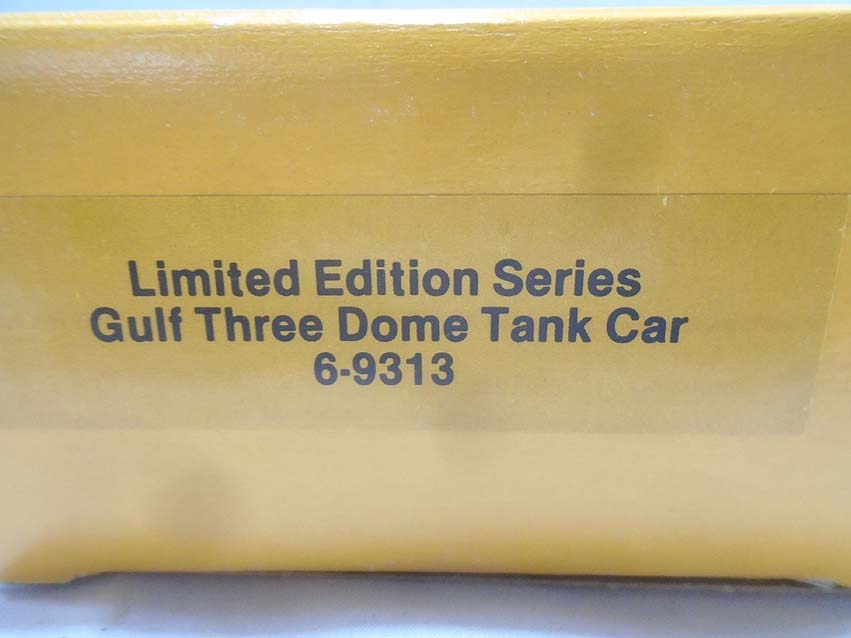 Limited Edition Series
Gulf Three Dome Tank Car
6-9313